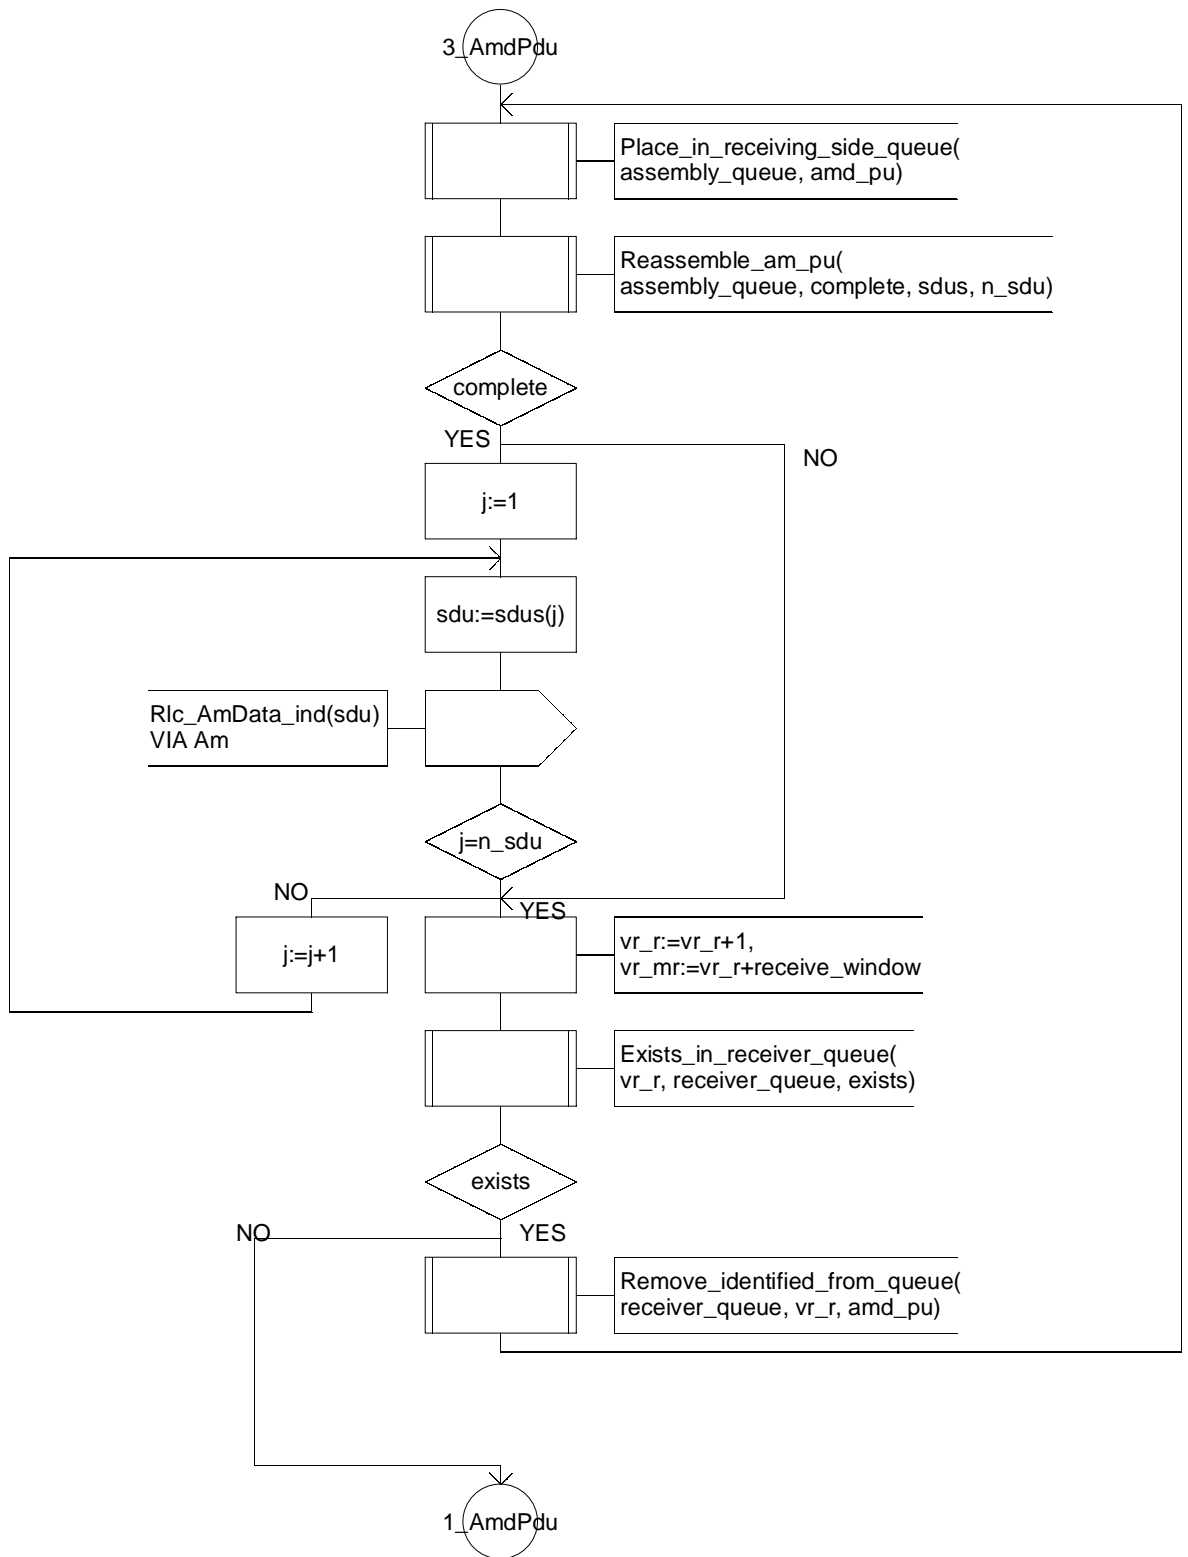 3_AmdPdu
Place_in_receiving_side_queue(
assembly_queue, amd_pu)
Reassemble_am_pu(
assembly_queue, complete, sdus, n_sdu)
complete
YES
NO
j:=1
sdu:=sdus(j)
Rlc_AmData_ind(sdu)
VIA Am
j=n_sdu
NO
YES
j:=j+1
vr_r:=vr_r+1,
vr_mr:=vr_r+receive_window
Exists_in_receiver_queue(
vr_r, receiver_queue, exists)
exists
NO
YES
Remove_identified_from_queue(
receiver_queue, vr_r, amd_pu)
1_AmdPdu